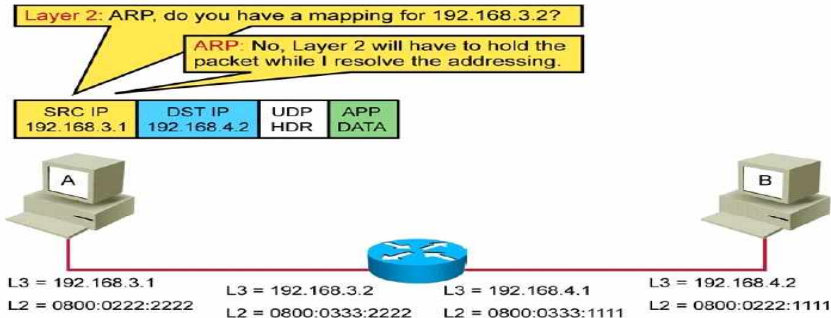 Layer 2: ARP, do you have a mapping for 192.168.3.2?
ARP: No, Layer 2 will have to hold the
packet while I resolve the addressing.
SRC IP
192.168.3.1
DST IP
192.168.4.2
UDP
HDR
APP
DATA
A
B
L3 = 192.168.3.1
L2 = 0800:0222:2222
L3 = 192.168.3.2
L2 = 0800:0333:2222
L3 = 192.168.4.1
L2 = 0800:0333:1111
L3 = 192.168.4.2
L2 = 0800:0222:1111